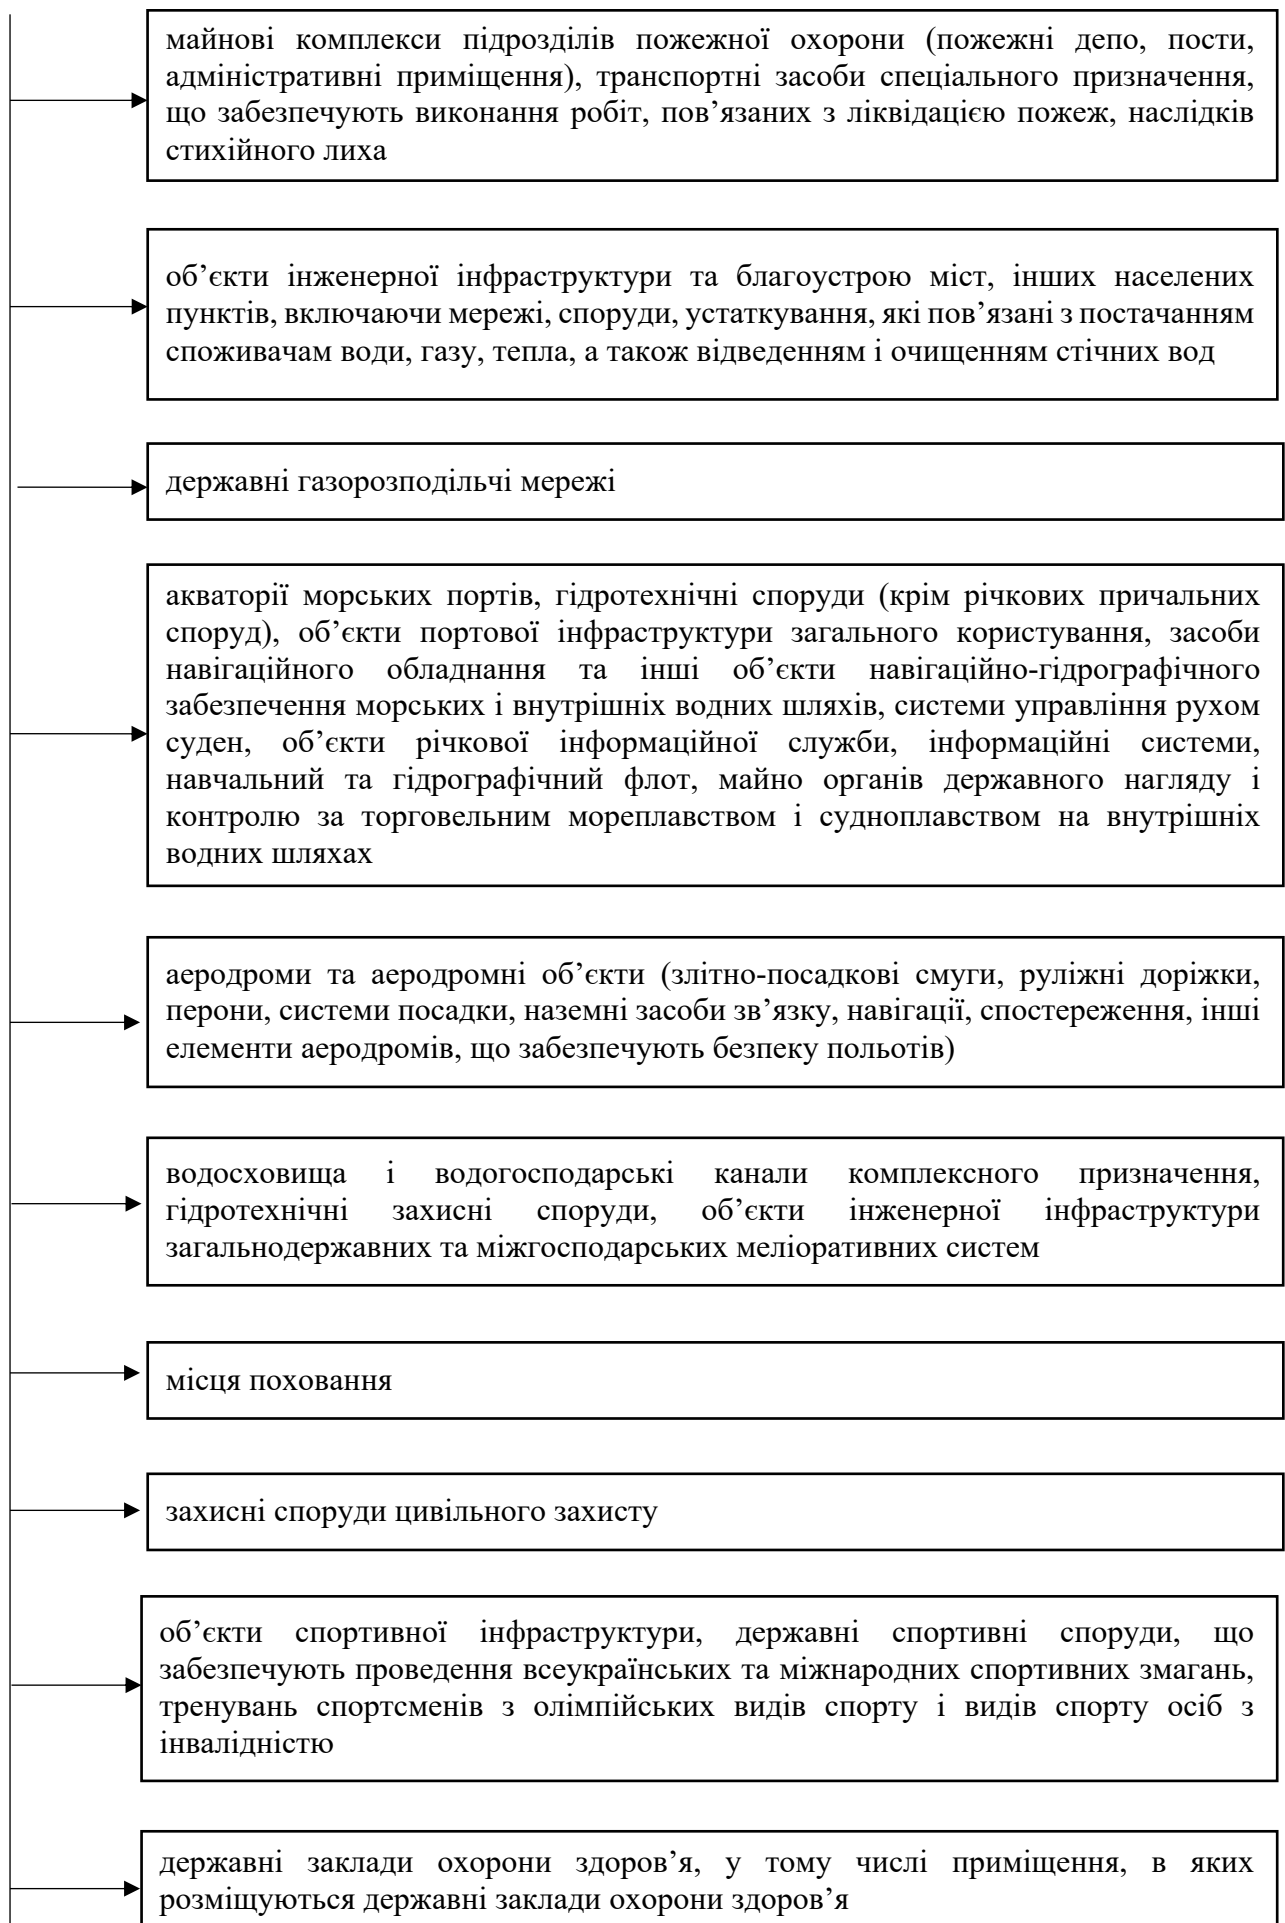 майнові комплекси підрозділів пожежної охорони (пожежні депо, пости,
адміністративні приміщення), транспортні засоби спеціального призначення,
що забезпечують виконання робіт, пов’язаних з ліквідацією пожеж, наслідків
стихійного лиха
об’єкти інженерної інфраструктури та благоустрою міст, інших населених
пунктів, включаючи мережі, споруди, устаткування, які пов’язані з постачанням
споживачам води, газу, тепла, а також відведенням і очищенням стічних вод
державні газорозподільчі мережі
акваторії морських портів, гідротехнічні споруди (крім річкових причальних
споруд), об’єкти портової інфраструктури загального користування, засоби
навігаційного обладнання та інші об’єкти навігаційно-гідрографічного
забезпечення морських і внутрішніх водних шляхів, системи управління рухом
суден, об’єкти річкової інформаційної служби, інформаційні системи,
навчальний та гідрографічний флот, майно органів державного нагляду і
контролю за торговельним мореплавством і судноплавством на внутрішніх
водних шляхах
аеродроми та аеродромні об’єкти (злітно-посадкові смуги, руліжні доріжки,
перони, системи посадки, наземні засоби зв’язку, навігації, спостереження, інші
елементи аеродромів, що забезпечують безпеку польотів)
водосховища і водогосподарські канали комплексного призначення,
гідротехнічні захисні споруди, об’єкти інженерної інфраструктури
загальнодержавних та міжгосподарських меліоративних систем
місця поховання
захисні споруди цивільного захисту
об’єкти спортивної інфраструктури, державні спортивні споруди, що
забезпечують проведення всеукраїнських та міжнародних спортивних змагань,
тренувань спортсменів з олімпійських видів спорту і видів спорту осіб з
інвалідністю
державні заклади охорони здоров’я, у тому числі приміщення, в яких
розміщуються державні заклади охорони здоров’я